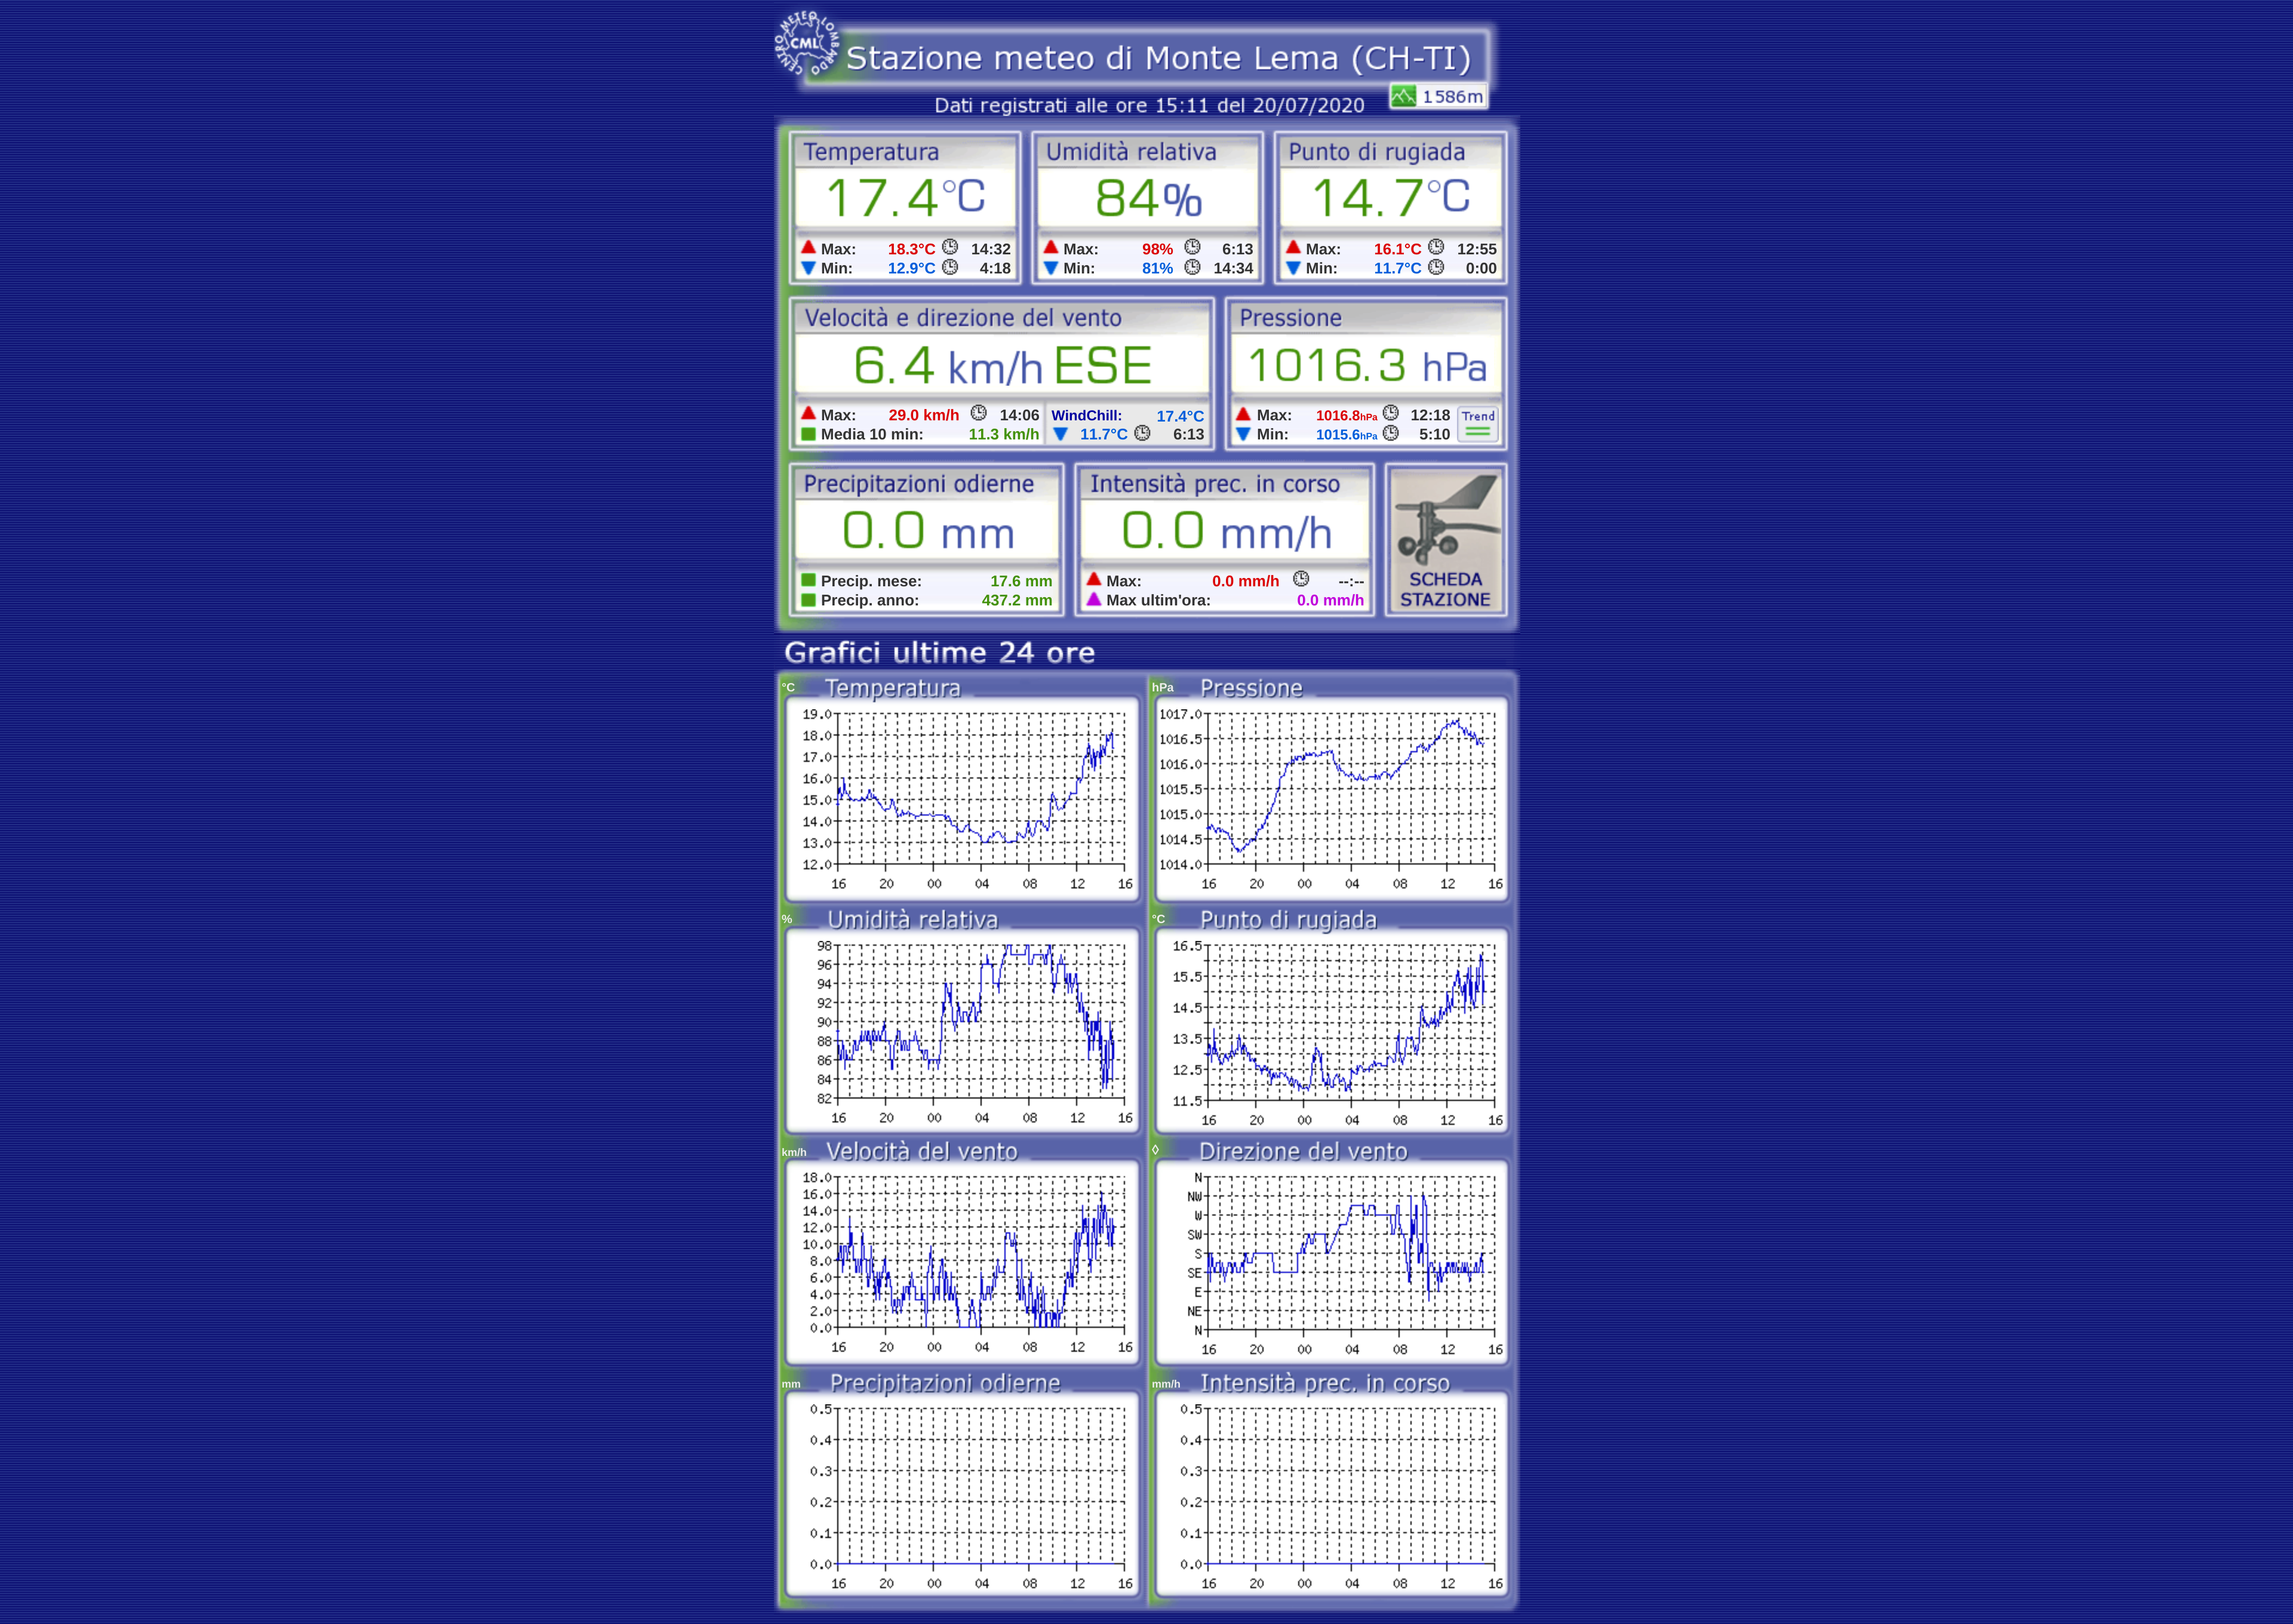 CENTRO METEO LOMBARDO
CML
Stazione meteo di Monte Lema (CH-TI)
Dati registrati alle ore 15:11 del 20/07/2020
1586m
Temperatura Umidità relativa Punto di rugiada
17.4°C 84% 14.7°C
Max: 18.3°C 14:32 Max: 98% 6:13 Max: 16.1°C 12:55
Min: 12.9°C 4:18 Min: 81% 14:34 Min: 11.7°C 0:00
Velocità e direzione del vento Pressione
6.4 km/h ESE 1016.3 hPa
Max: 29.0 km/h 14:06 WindChill: 17.4°C Max: 1016.8hPa 12:18 Trend
Media 10 min: 11.3 km/h 11.7°C 6:13 Min: 1015.6hPa 5:10
Precipitazioni odierne Intensità prec. in corso
0.0 mm 0.0 mm/h
Precip. mese: 17.6 mm Max: 0.0 mm/h --:-- SCHEDA
Precip. anno: 437.2 mm Max ultim'ora: 0.0 mm/h STAZIONE
Grafici ultime 24 ore
°C Temperatura
19.0
18.0
17.0
16.0
15.0
14.0
13.0
12.0
16 20 00 04 08 12 16
hPa Pressione
1017.0
1016.5
1016.0
1015.5
1015.0
1014.5
1014.0
16 20 00 04 08 12 16
% Umidità relativa
98
96
94
92
90
88
86
84
82
16 20 00 04 08 12 16
°C Punto di rugiada
16.5
15.5
14.5
13.5
12.5
11.5
16 20 00 04 08 12 16
km/h Velocità del vento
18.0
16.0
14.0
12.0
10.0
8.0
6.0
4.0
2.0
0.0
16 20 00 04 08 12 16
◊ Direzione del vento
N
NW
W
SW
S
SE
E
NE
N
16 20 00 04 08 12 16
mm Precipitazioni odierne
0.5
0.4
0.3
0.2
0.1
0.0
16 20 00 04 08 12 16
mm/h Intensità prec. in corso
0.5
0.4
0.3
0.2
0.1
0.0
16 20 00 04 08 12 16